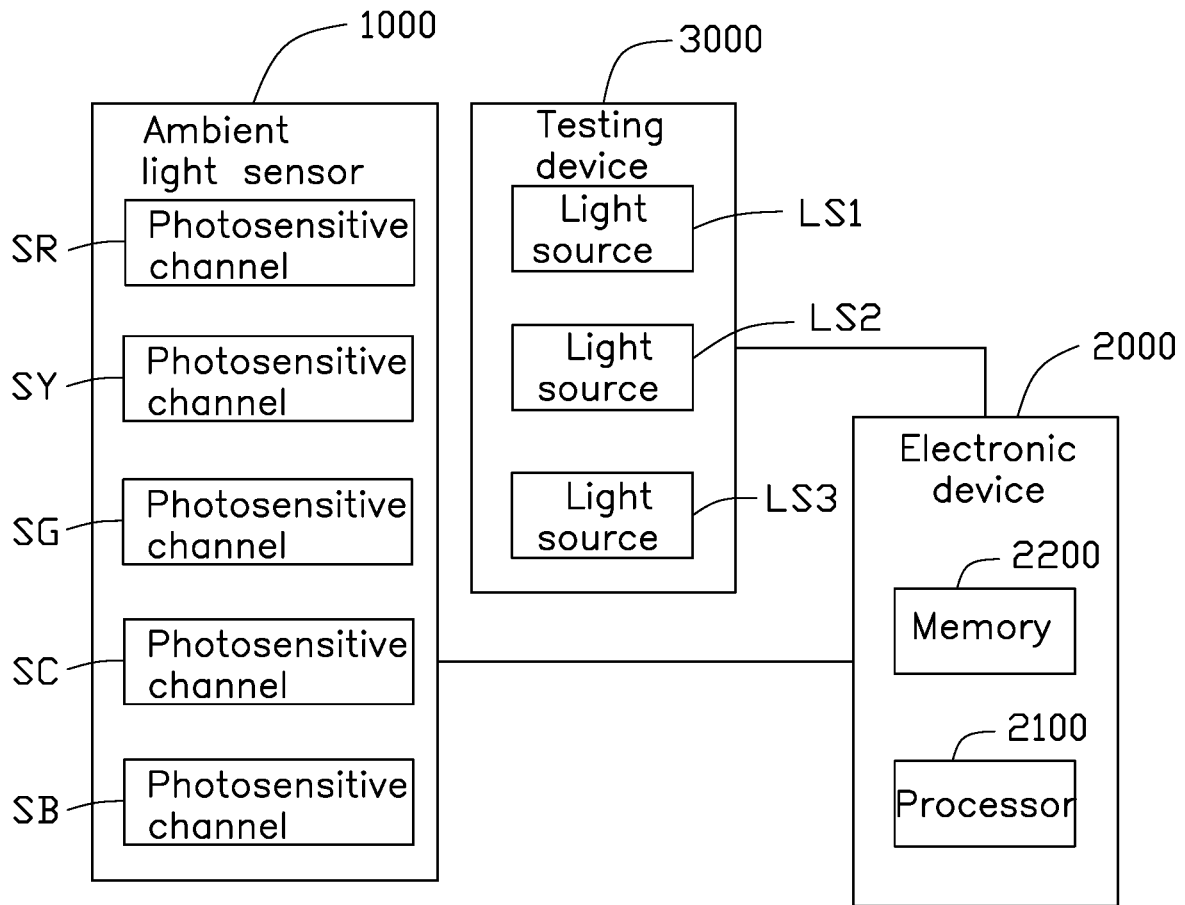 1000
Ambient
light sensor
SR
Photosensitive
channel
SY
Photosensitive
channel
SG
Photosensitive
channel
SC
Photosensitive
channel
SB
Photosensitive
channel
3000
Testing
device
Light
source
LS1
Light
source
LS2
Light
source
LS3
2000
Electronic
device
2200
Memory
2100
Processor